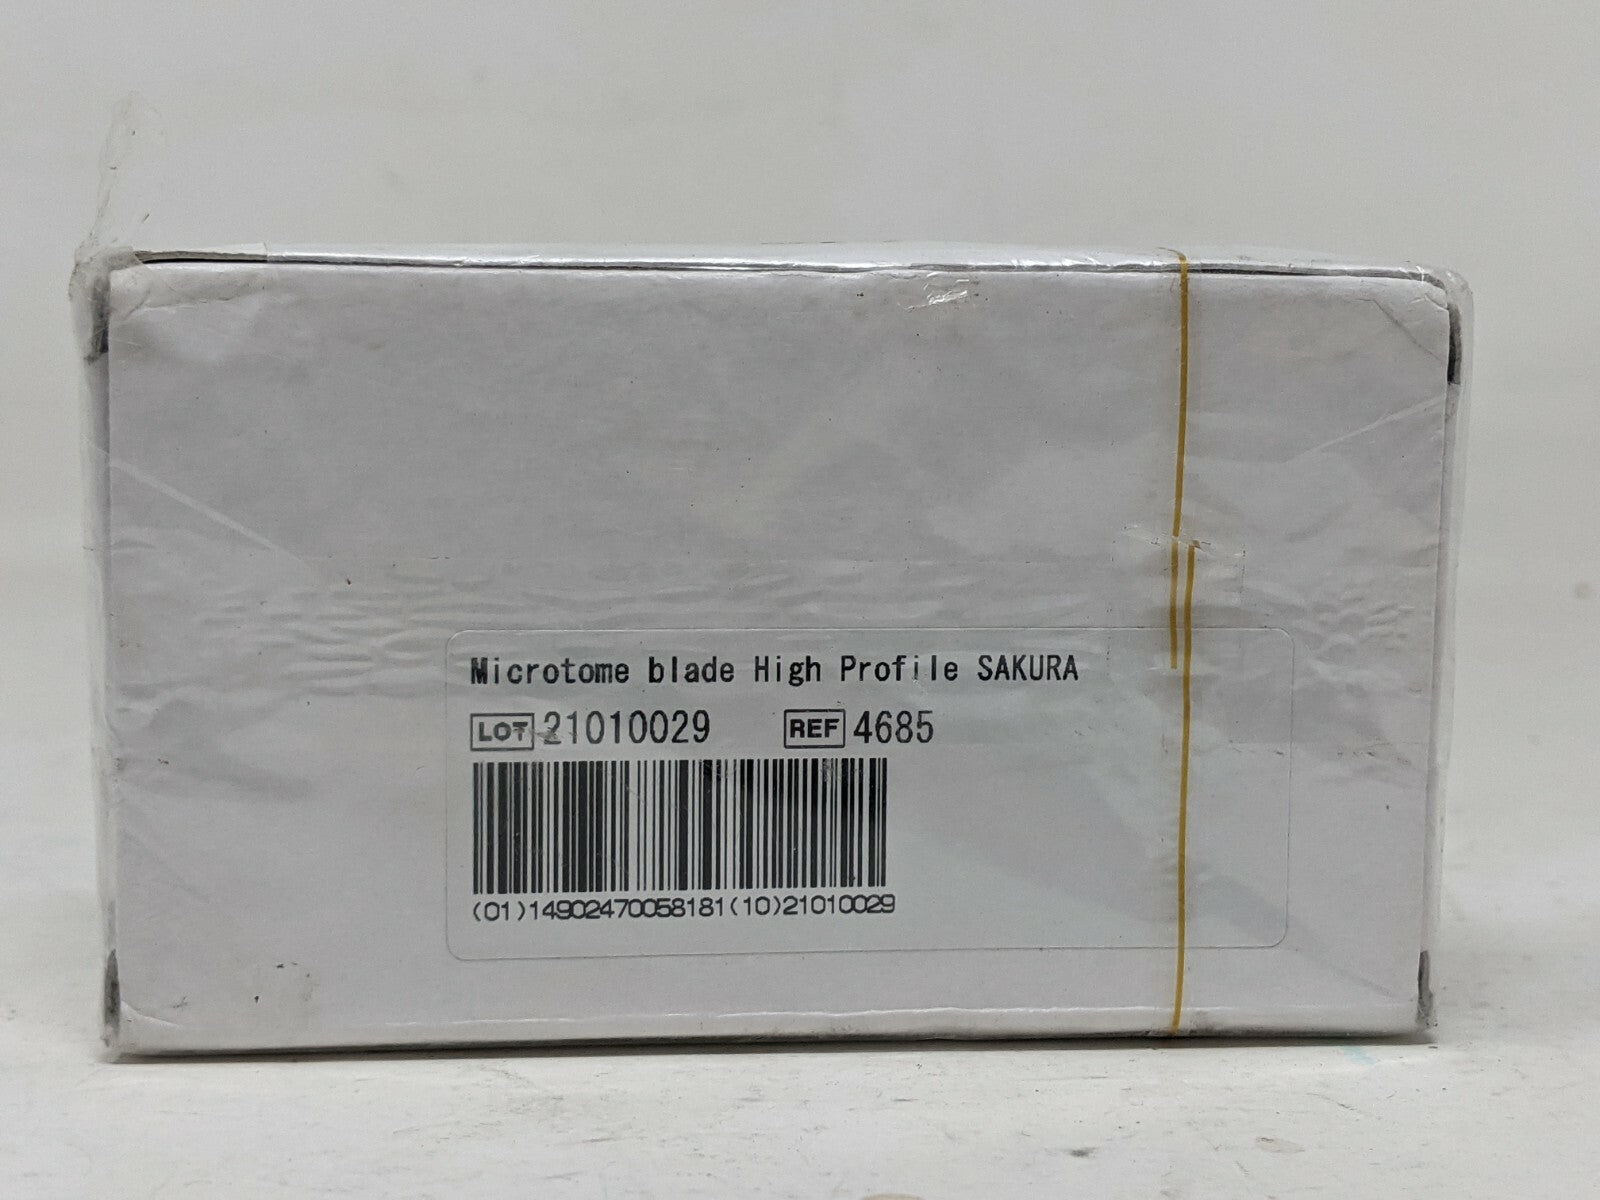 Microtome blade High Profile SAKURA
LOT 21010029 REF 4685
(01)14902470058181(10)21010029